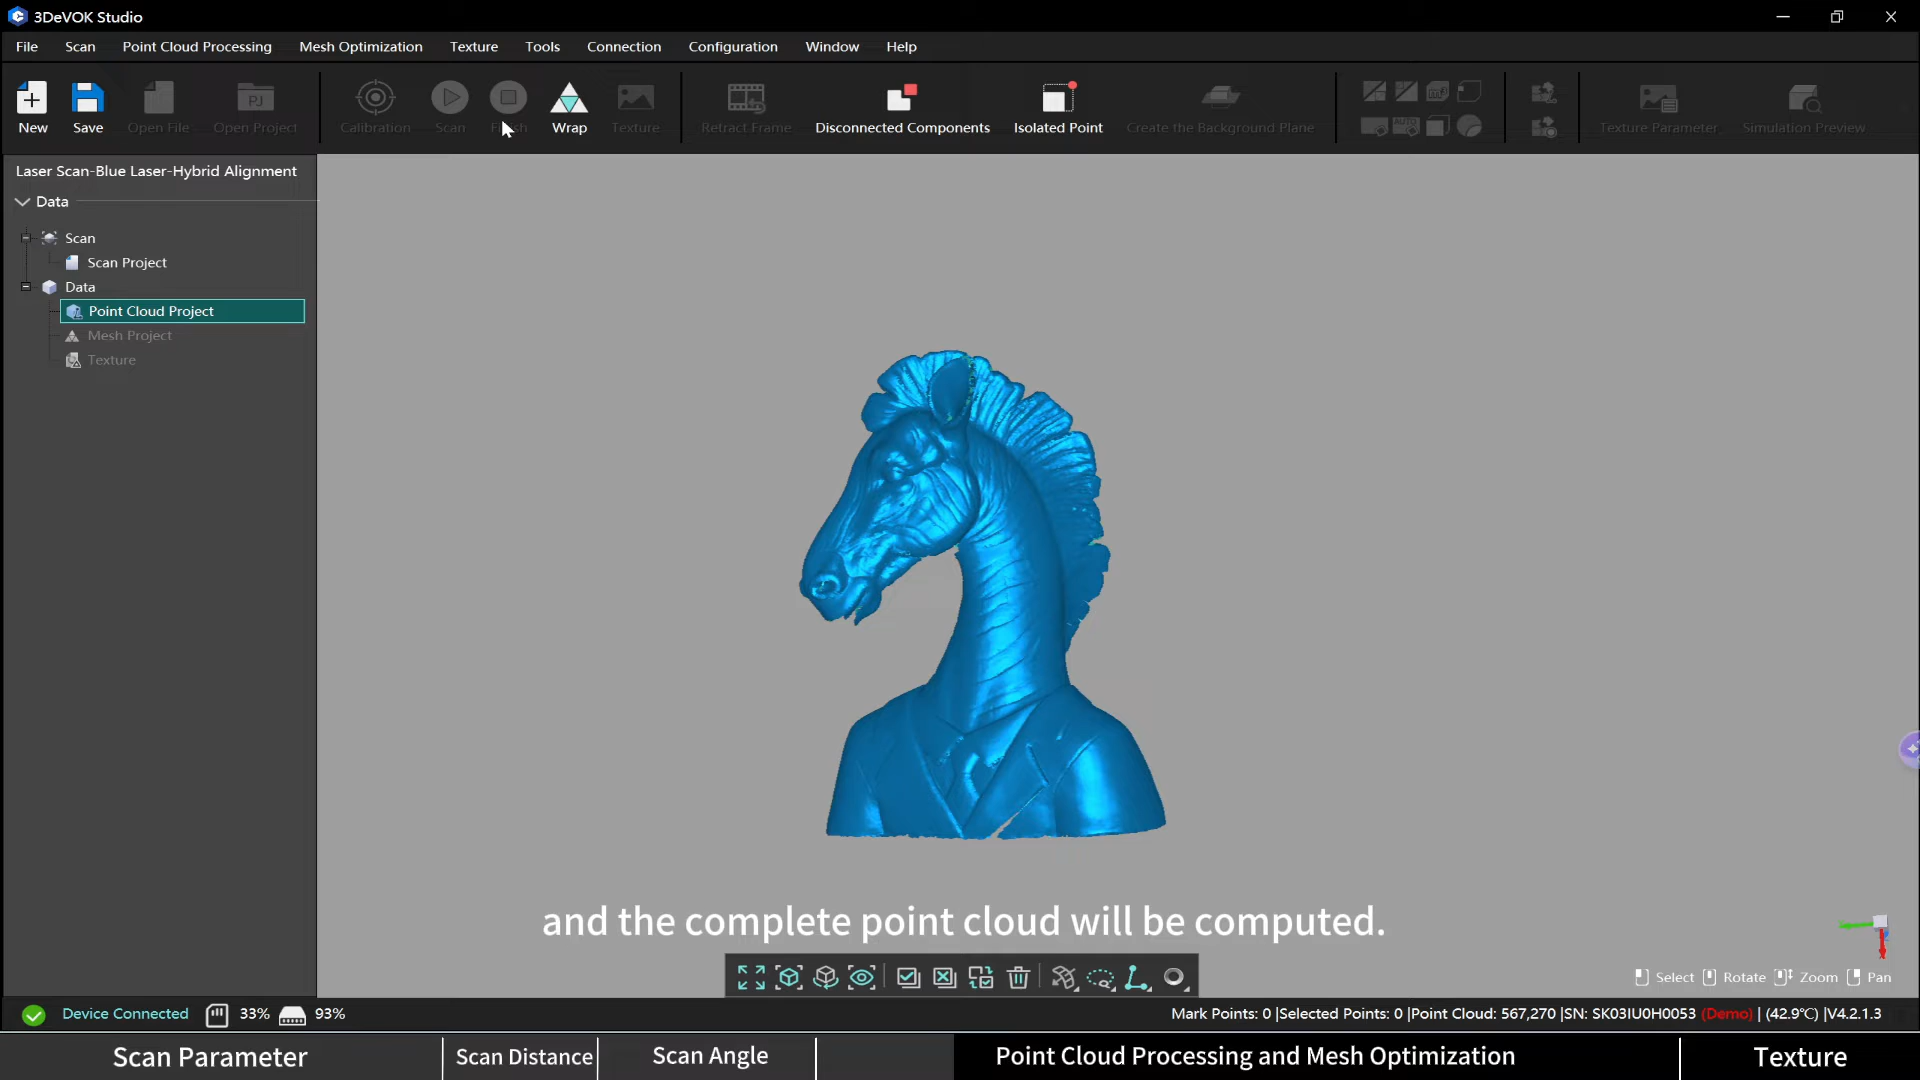 3DeVOK Studio
File Scan Point Cloud Processing Mesh Optimization Texture Tools Connection Configuration Window Help
New Save Open File Open Project Calibration Scan Wrap Texture Retract Frame Disconnected Components Isolated Point Create the Background Plane Texture Parameter Simulation Preview
Laser Scan-Blue Laser-Hybrid Alignment
Data
Scan
Scan Project
Data
Point Cloud Project
Mesh Project
Texture
and the complete point cloud will be computed.
Select Rotate Zoom Pan
Device Connected 33% 93% Mark Points: 0 |Selected Points: 0 |Point Cloud: 567,270 |SN: SK03IU0H0053 (Demo) | (42.9°C) |V4.2.1.3
Scan Parameter Scan Distance Scan Angle Point Cloud Processing and Mesh Optimization Texture